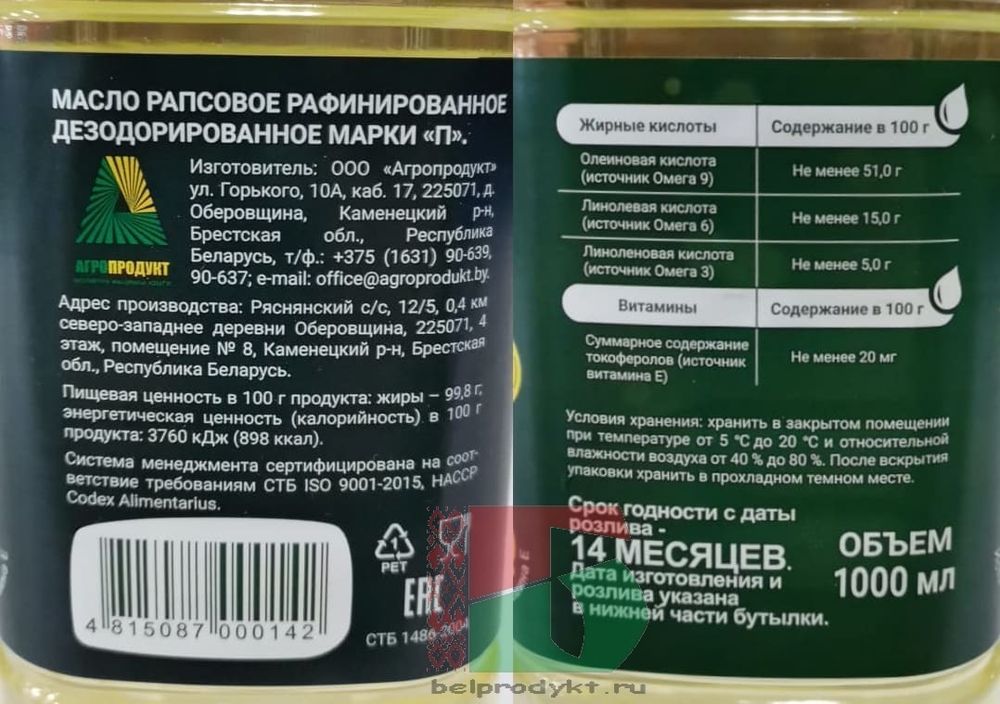 МАСЛО РАПСОВОЕ РАФИНИРОВАННОЕ
ДЕЗОДОРИРОВАННОЕ МАРКИ «П».
АГРОПРОДУКТ
Изготовитель: ООО «Агропродукт»
ул. Горького, 10А, каб. 17, 225071, д.
Оберовщина, Каменецкий р-н,
Брестская обл., Республика
Беларусь, т/ф.: +375 (1631) 90-639,
90-637; e-mail: office@agroprodukt.by.
Адрес производства: Ряснянский с/с, 12/5, 0,4 км
северо-западнее деревни Оберовщина, 225071, 4
этаж, помещение № 8, Каменецкий р-н, Брестская
обл., Республика Беларусь.
Пищевая ценность в 100 г продукта: жиры – 99,8 г,
энергетическая ценность (калорийность) в 100 г
продукта: 3760 кДж (898 ккал).
Система менеджмента сертифицирована на соот-
ветствие требованиям СТБ ISO 9001-2015, НАССР
Codex Alimentarius.
4 815087 000142
PET
ЕАС
СТБ 1486-2004
Жирные кислоты Содержание в 100 г
Олеиновая кислота
(источник Омега 9) Не менее 51,0 г
Линолевая кислота
(источник Омега 6) Не менее 15,0 г
Линоленовая кислота
(источник Омега 3) Не менее 5,0 г
Витамины Содержание в 100 г
Суммарное содержание
токоферолов (источник
витамина Е) Не менее 20 мг
Условия хранения: хранить в закрытом помещении
при температуре от 5 °С до 20 °С и относительной
влажности воздуха от 40 % до 80 %. После вскрытия
упаковки хранить в прохладном темном месте.
Срок годности с даты
розлива -
14 МЕСЯЦЕВ.
Дата изготовления и
розлива указана
в нижней части бутылки.
ОБЪЕМ
1000 МЛ
belprodykt.ru